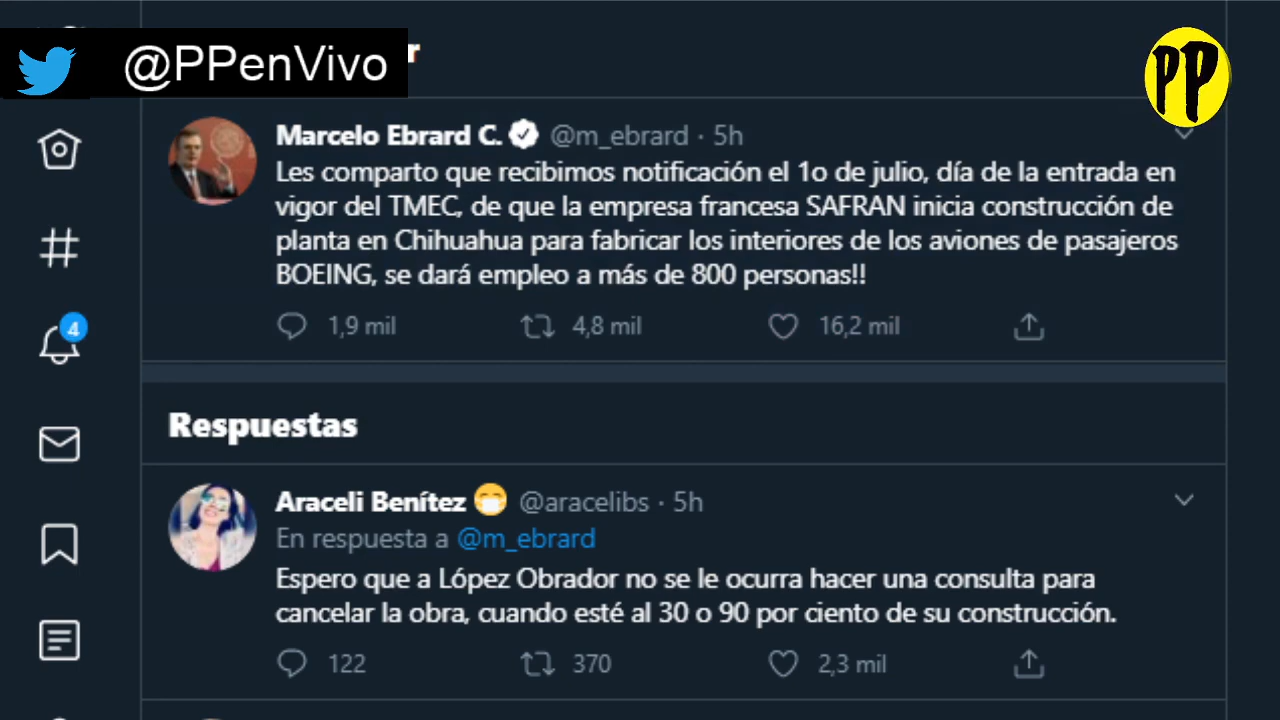 @PPenVivo
r
PP
Marcelo Ebrard C. @m_ebrard · 5h
Les comparto que recibimos notificación el 1o de julio, día de la entrada en
vigor del TMEC, de que la empresa francesa SAFRAN inicia construcción de
planta en Chihuahua para fabricar los interiores de los aviones de pasajeros
BOEING, se dará empleo a más de 800 personas!!
1,9 mil 4,8 mil 16,2 mil
4
Respuestas
Araceli Benítez 😷 @aracelibs · 5h
En respuesta a @m_ebrard
Espero que a López Obrador no se le ocurra hacer una consulta para
cancelar la obra, cuando esté al 30 o 90 por ciento de su construcción.
122 370 2,3 mil